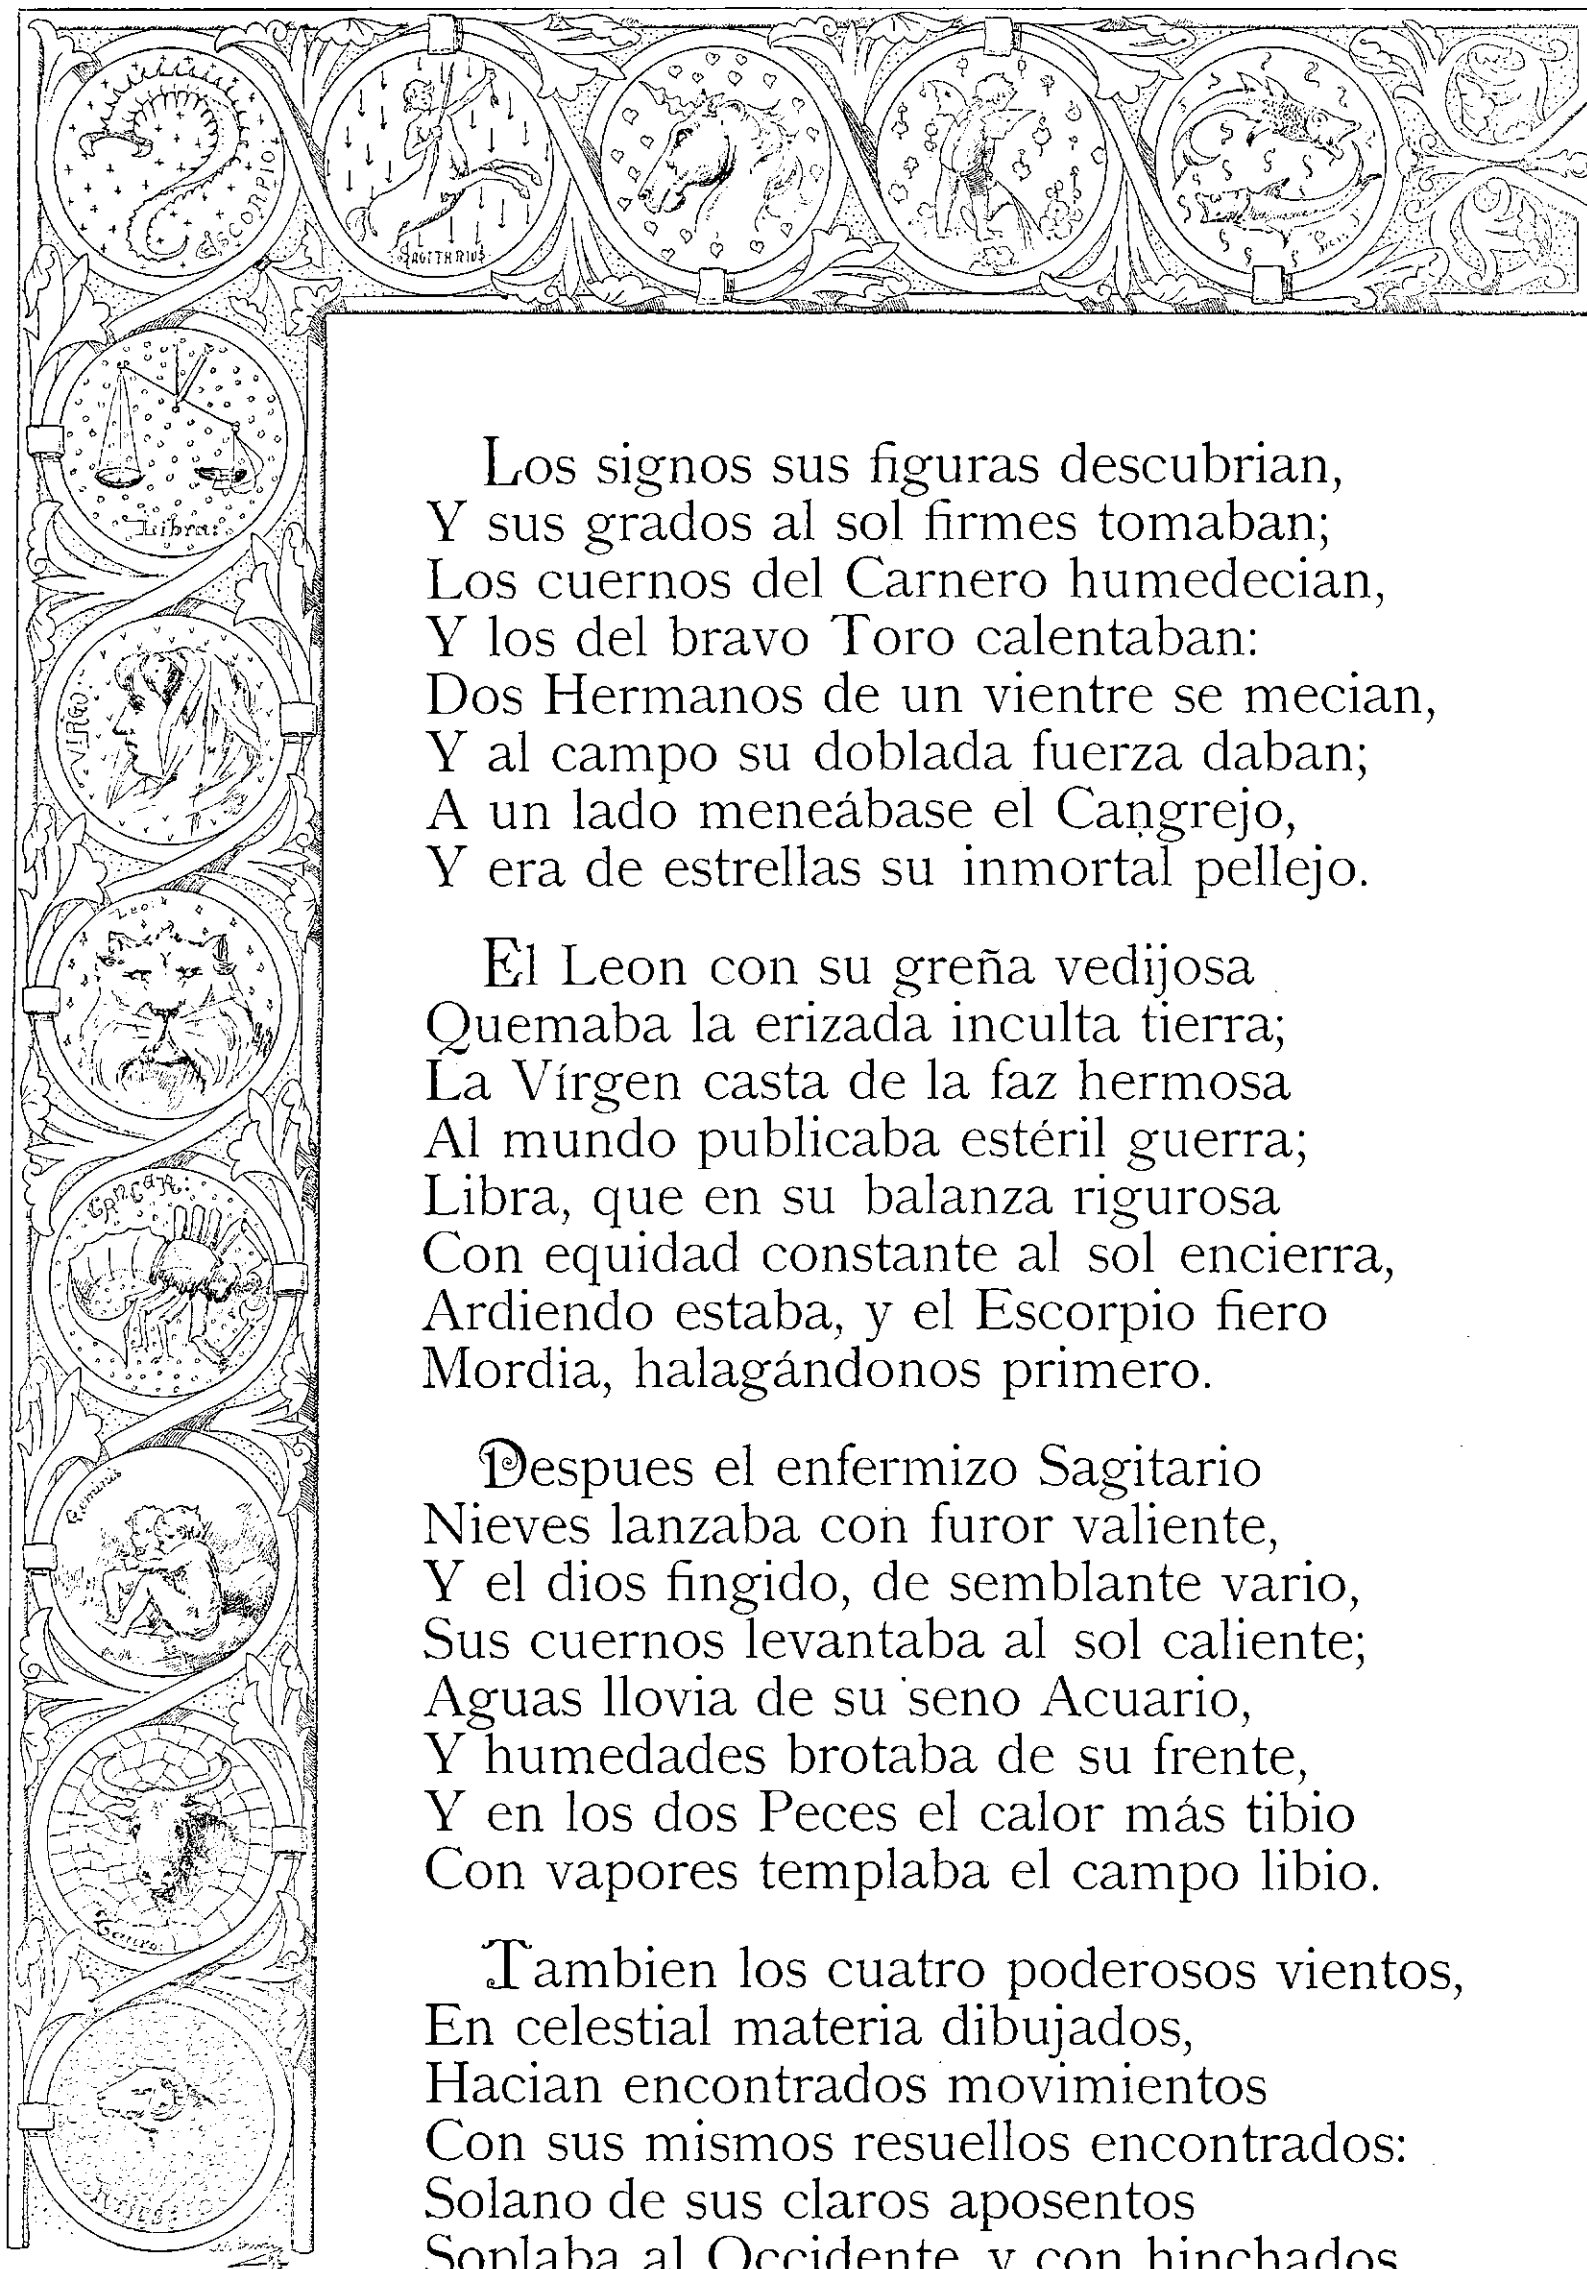 ESCORPIO
SAGITARIUS
Libra
VIRGO
Leo
CANCAR
Geminis
Tauro
Los signos sus figuras descubrian,
Y sus grados al sol firmes tomaban;
Los cuernos del Carnero humedecian,
Y los del bravo Toro calentaban:
Dos Hermanos de un vientre se mecian,
Y al campo su doblada fuerza daban;
A un lado meneábase el Cangrejo,
Y era de estrellas su inmortal pellejo.
El Leon con su greña vedijosa
Quemaba la erizada inculta tierra;
La Vírgen casta de la faz hermosa
Al mundo publicaba estéril guerra;
Libra, que en su balanza rigurosa
Con equidad constante al sol encierra,
Ardiendo estaba, y el Escorpio fiero
Mordia, halagándonos primero.
Despues el enfermizo Sagitario
Nieves lanzaba con furor valiente,
Y el dios fingido, de semblante vario,
Sus cuernos levantaba al sol caliente;
Aguas llovia de su seno Acuario,
Y humedades brotaba de su frente,
Y en los dos Peces el calor más tibio
Con vapores templaba el campo libio.
Tambien los cuatro poderosos vientos,
En celestial materia dibujados,
Hacian encontrados movimientos
Con sus mismos resuellos encontrados:
Solano de sus claros aposentos
Soplaba al Occidente, y con hinchados